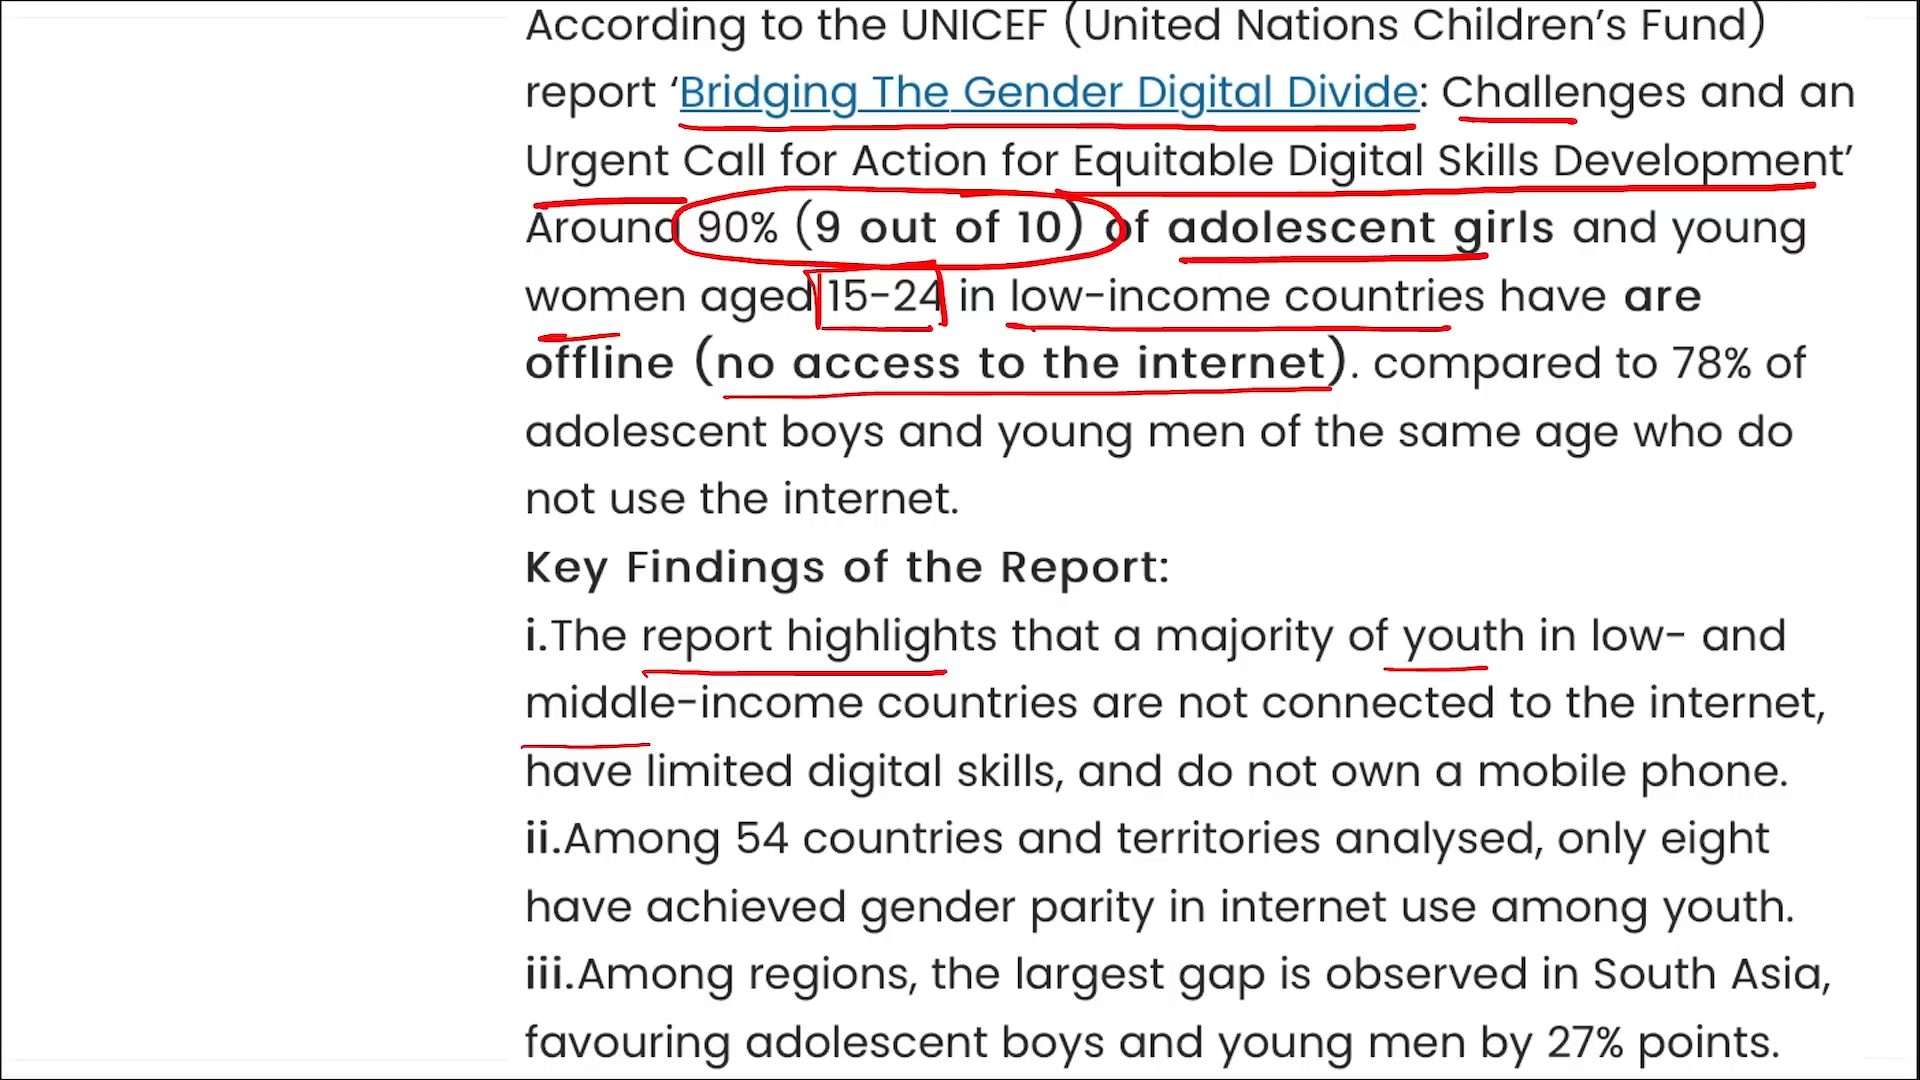 According to the UNICEF (United Nations Children’s Fund)
report ‘Bridging The Gender Digital Divide: Challenges and an
Urgent Call for Action for Equitable Digital Skills Development’
Around 90% (9 out of 10) of adolescent girls and young
women aged 15-24 in low-income countries have are
offline (no access to the internet). compared to 78% of
adolescent boys and young men of the same age who do
not use the internet.
Key Findings of the Report:
i.The report highlights that a majority of youth in low- and
middle-income countries are not connected to the internet,
have limited digital skills, and do not own a mobile phone.
ii.Among 54 countries and territories analysed, only eight
have achieved gender parity in internet use among youth.
iii.Among regions, the largest gap is observed in South Asia,
favouring adolescent boys and young men by 27% points.